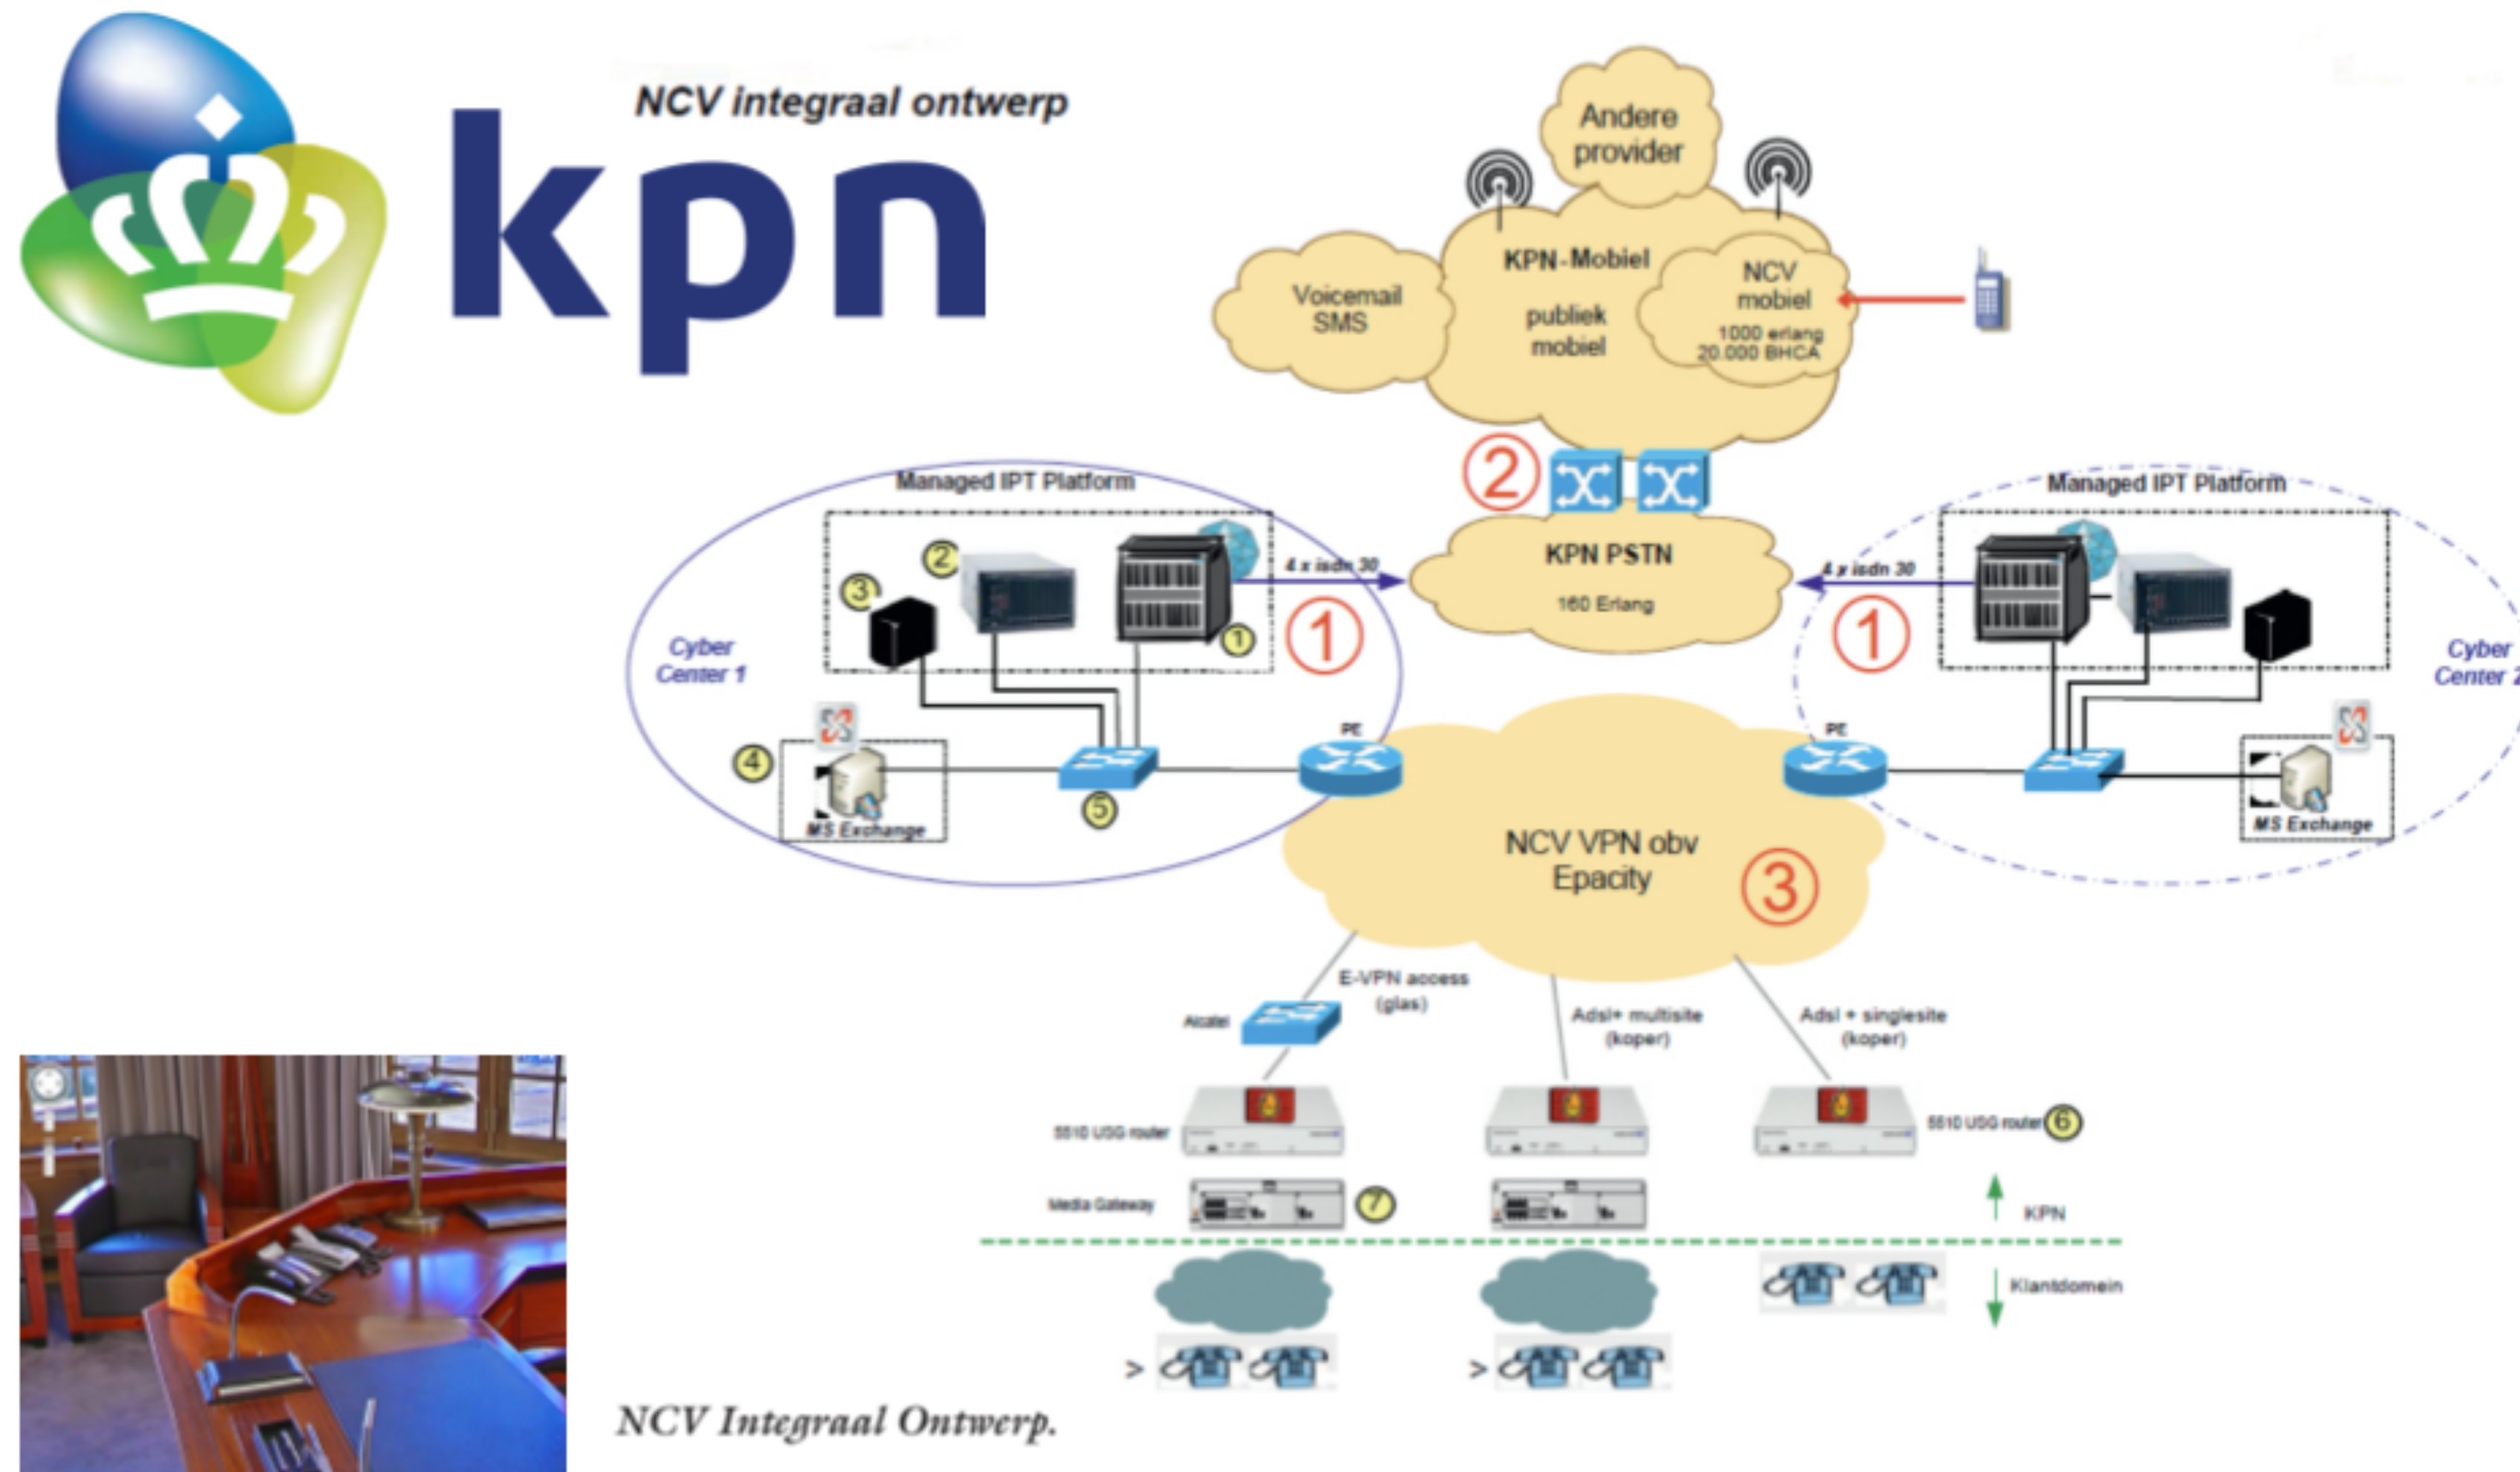 NCV integraal ontwerp
kpn
Andere
provider
KPN-Mobiel
publiek
mobiel
Voicemail
SMS
NCV
mobiel
1000 erlang
20.000 BHCA
2
Managed IPT Platform
Managed IPT Platform
KPN PSTN
160 Erlang
4 x isdn 30
4 x isdn 30
1
1
2
3
1
Cyber
Center 1
Cyber
Center 2
PE
PE
4
5
MS Exchange
MS Exchange
NCV VPN obv
Epacity
3
E-VPN access
(glas)
Alcatel
Adsl+ multisite
(koper)
Adsl + singlesite
(koper)
5510 USG router
5510 USG router
6
Media Gateway
7
KPN
Klantdomein
>
>
NCV Integraal Ontwerp.